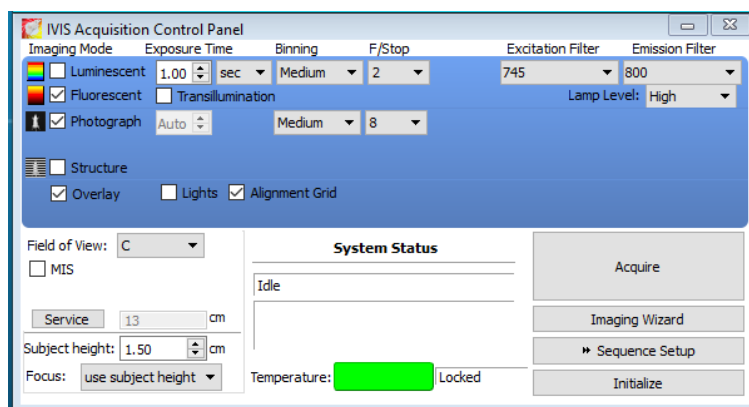 IVIS Acquisition Control Panel
Imaging Mode Exposure Time Binning F/Stop Excitation Filter Emission Filter
Luminescent 1.00 sec Medium 2 745 800
Fluorescent Transillumination Lamp Level: High
Photograph Auto Medium 8
Structure
Overlay Lights Alignment Grid
Field of View: C System Status
MIS Acquire
Idle
Service 13 cm Imaging Wizard
Subject height: 1.50 cm Sequence Setup
Focus: use subject height Temperature: Locked Initialize